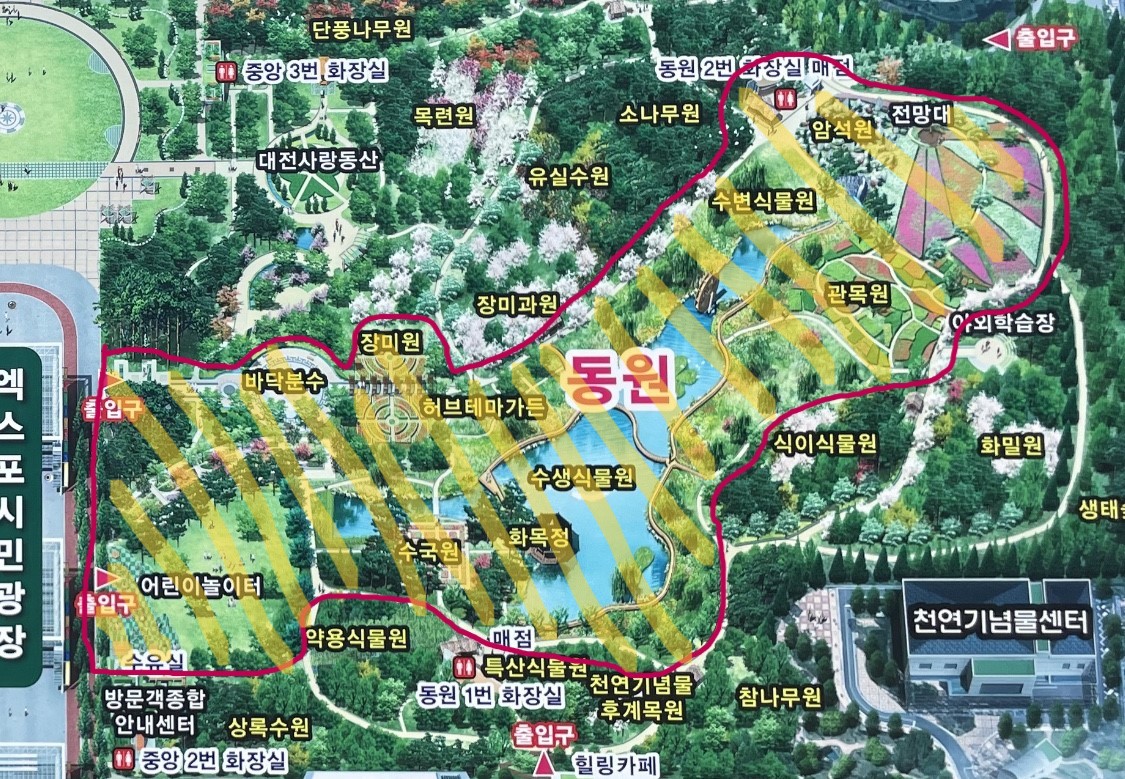 단풍나무원
출입구
중앙 3번 화장실
동원 2번 화장실 매점
목련원
소나무원
암석원
전망대
대전사랑동산
유실수원
수변식물원
장미과원
관목원
야외학습장
장미원
바닥분수
동원
출입구
허브테마가든
엑스포시민광장
식이식물원
화밀원
수생식물원
생태
수국원
화목정
어린이놀이터
출입구
천연기념물센터
약용식물원
매점
수유실
특산식물원
동원 1번 화장실
천연기념물
후계목원
참나무원
방문객종합
안내센터
상록수원
출입구
중앙 2번 화장실
힐링카페